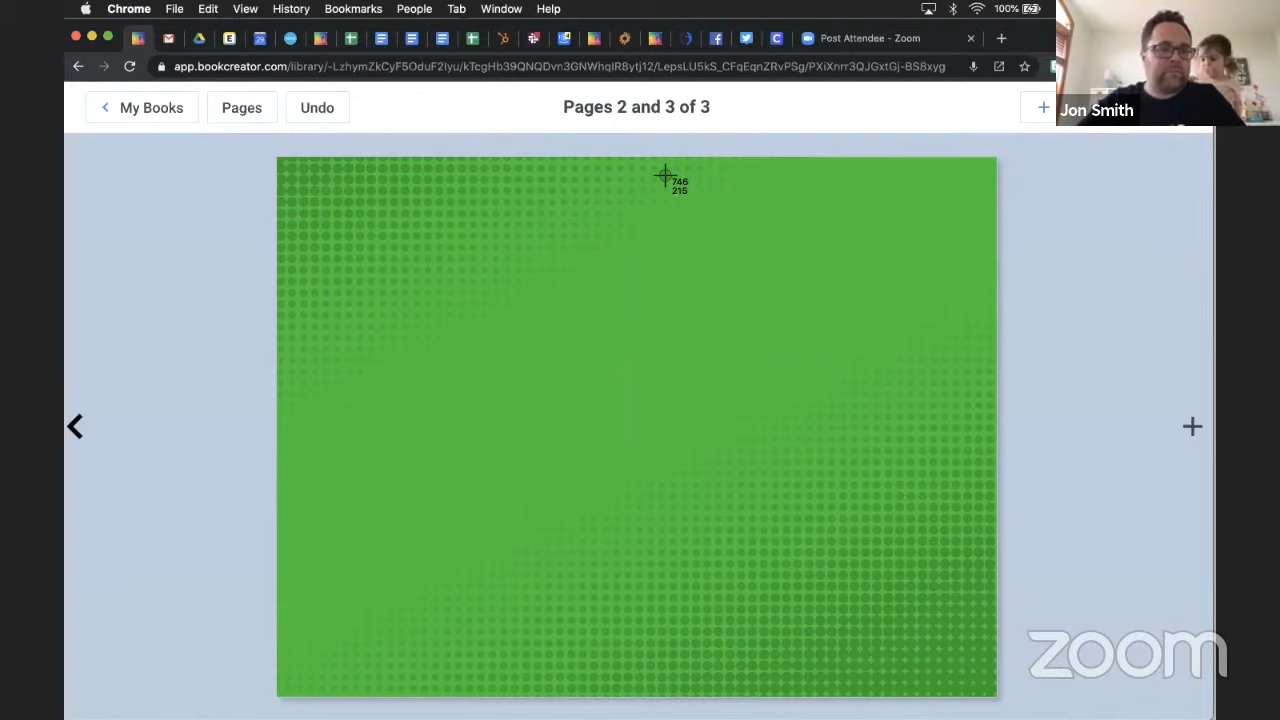 Chrome File Edit View History Bookmarks People Tab Window Help 100%
Post Attendee - Zoom
app.bookcreator.com/library/-LzhymZkCyF5OduF2Iyu/kTcgHb39QNQDvn3GNWhqIR8ytj12/LepsLU5kS_CFqEqnZRvPSg/PXiXnrr3QJGxtGj-BS8xyg
My Books Pages Undo Pages 2 and 3 of 3
Jon Smith
746
215
zoom